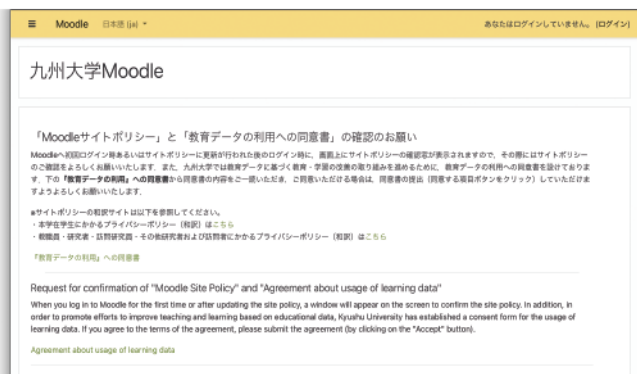 Moodle 日本語 (ja)
あなたはログインしていません。 (ログイン)
九州大学Moodle
「Moodleサイトポリシー」と「教育データの利用への同意書」の確認のお願い
Moodleへ初回ログイン時あるいはサイトポリシーに更新が行われた後のログイン時に、画面上にサイトポリシーの確認窓が表示されますので、その際にはサイトポリシー
のご確認をよろしくお願いいたします。また、九州大学では教育データに基づく教育・学習の改善の取り組みを進めるために、教育データの利用への同意書を設けておりま
す。下の『教育データの利用』への同意書から同意書の内容をご一読いただき、ご同意いただける場合は、同意書の提出（同意する項目ボタンをクリック）していただけま
すようよろしくお願いいたします。
※サイトポリシーの和訳サイトは以下を参照してください。
・本学在学生にかかるプライバシーポリシー（和訳）はこちら
・教職員・研究者・訪問研究員・その他研究者および訪問者にかかるプライバシーポリシー（和訳）はこちら
『教育データの利用』への同意書
Request for confirmation of "Moodle Site Policy" and "Agreement about usage of learning data"
When you log in to Moodle for the first time or after updating the site policy, a window will appear on the screen to confirm the site policy. In addition, in
order to promote efforts to improve teaching and learning based on educational data, Kyushu University has established a consent form for the usage of
learning data. If you agree to the terms of the agreement, please submit the agreement (by clicking on the "Accept" button).
Agreement about usage of learning data